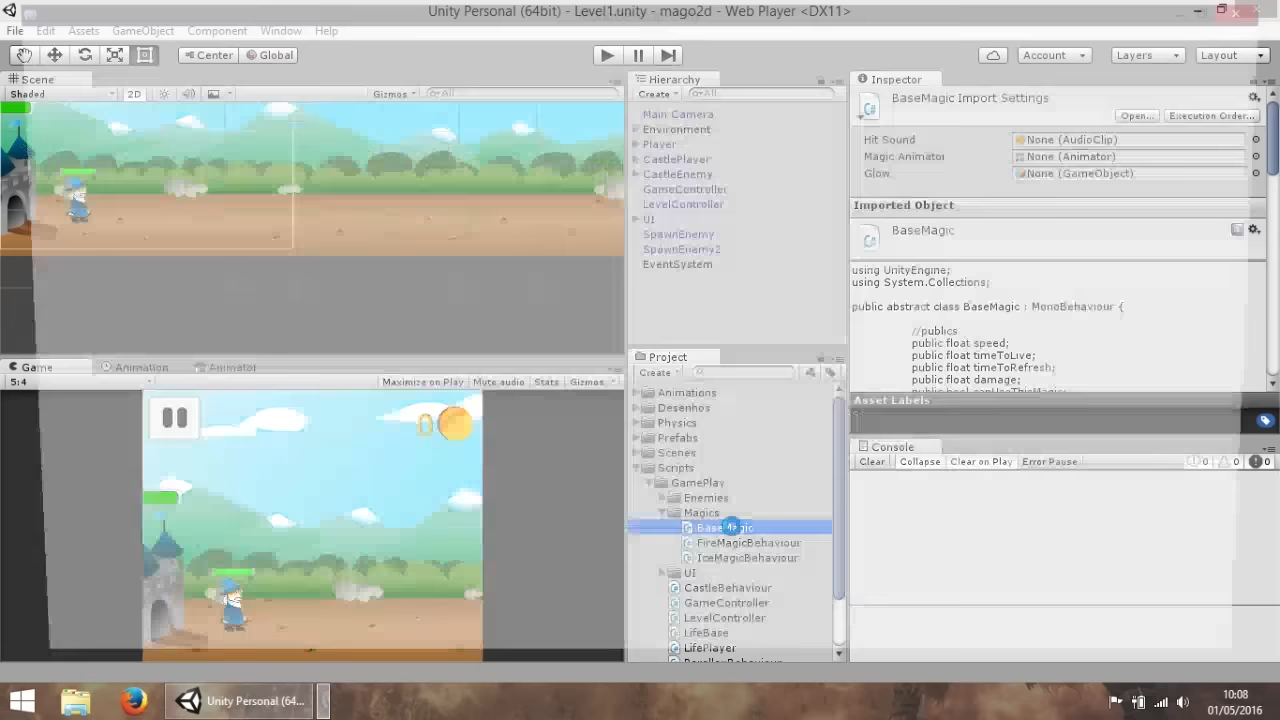 Unity Personal (64bit) - Level1.unity - mago2d - Web Player <DX11>
File Edit Assets GameObject Component Window Help
Center Global Account Layers Layout
Scene
Shaded 2D Gizmos All
Hierarchy
Create All
Main Camera
Environment
Player
CastlePlayer
CastleEnemy
GameController
LevelController
UI
SpawnEnemy
SpawnEnemy2
EventSystem
Inspector
BaseMagic Import Settings
Open... Execution Order...
Hit Sound None (AudioClip)
Magic Animator None (Animator)
Glow None (GameObject)
Imported Object
BaseMagic
using UnityEngine;
using System.Collections;
public abstract class BaseMagic : MonoBehaviour {
//publics
public float speed;
public float timeToLive;
public float timeToRefresh;
public float damage;
Asset Labels
Game Animation Animator
5:4 Maximize on Play Mute audio Stats Gizmos
0
Project
Create
Animations
Desenhos
Physics
Prefabs
Scenes
Scripts
GamePlay
Enemies
Magics
BaseMagic
FireMagicBehaviour
IceMagicBehaviour
UI
CastleBehaviour
GameController
LevelController
LifeBase
LifePlayer
Console
Clear Collapse Clear on Play Error Pause 0 0 0
Unity Personal (64...
10:08
01/05/2016